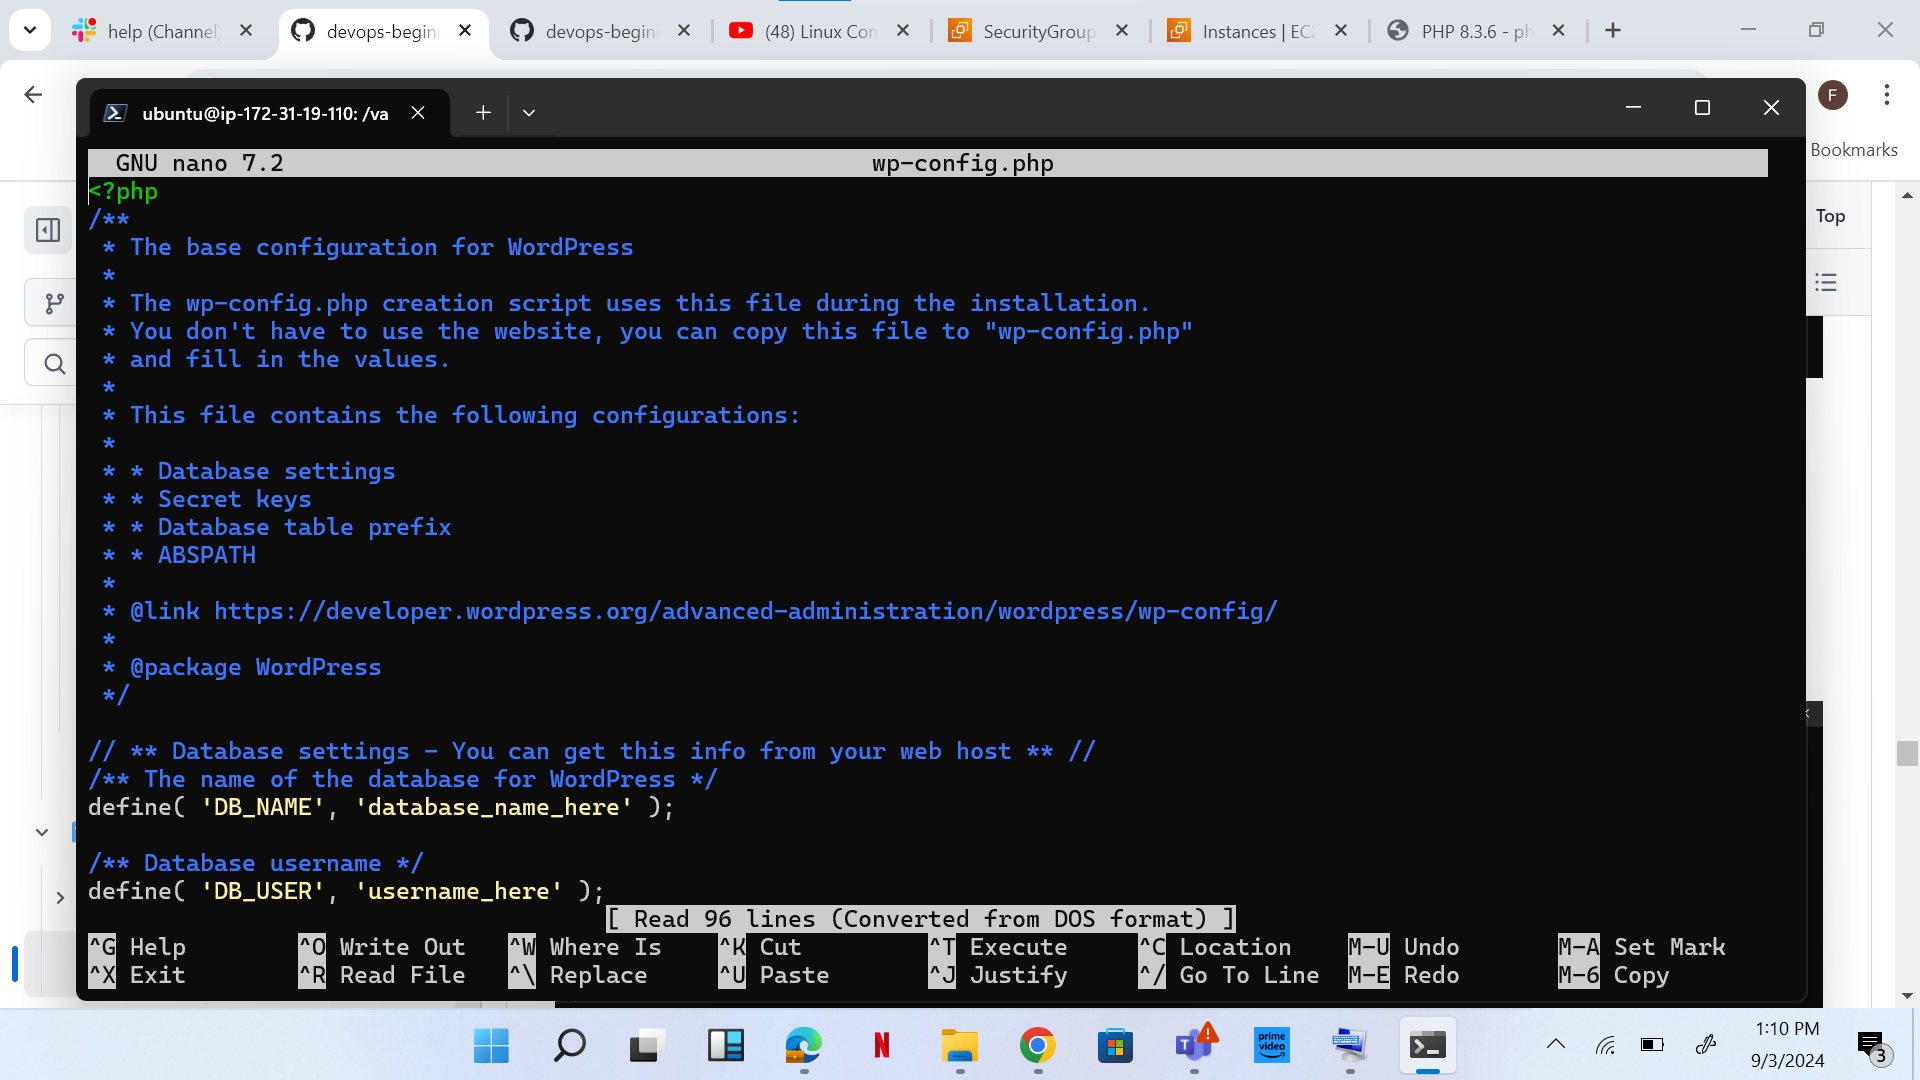 help (Channel
devops-begin
devops-begin
(48) Linux Con
SecurityGroup
Instances | EC2
PHP 8.3.6 - ph
F
Bookmarks
ubuntu@ip-172-31-19-110: /va
Top
GNU nano 7.2 wp-config.php
<?php
/**
 * The base configuration for WordPress
 *
 * The wp-config.php creation script uses this file during the installation.
 * You don't have to use the website, you can copy this file to "wp-config.php"
 * and fill in the values.
 *
 * This file contains the following configurations:
 *
 * * Database settings
 * * Secret keys
 * * Database table prefix
 * * ABSPATH
 *
 * @link https://developer.wordpress.org/advanced-administration/wordpress/wp-config/
 *
 * @package WordPress
 */
// ** Database settings - You can get this info from your web host ** //
/** The name of the database for WordPress */
define( 'DB_NAME', 'database_name_here' );
/** Database username */
define( 'DB_USER', 'username_here' );
[ Read 96 lines (Converted from DOS format) ]
^G Help ^O Write Out ^W Where Is ^K Cut ^T Execute ^C Location M-U Undo M-A Set Mark
^X Exit ^R Read File ^\ Replace ^U Paste ^J Justify ^/ Go To Line M-E Redo M-6 Copy
N
T
prime video
1:10 PM
9/3/2024
3